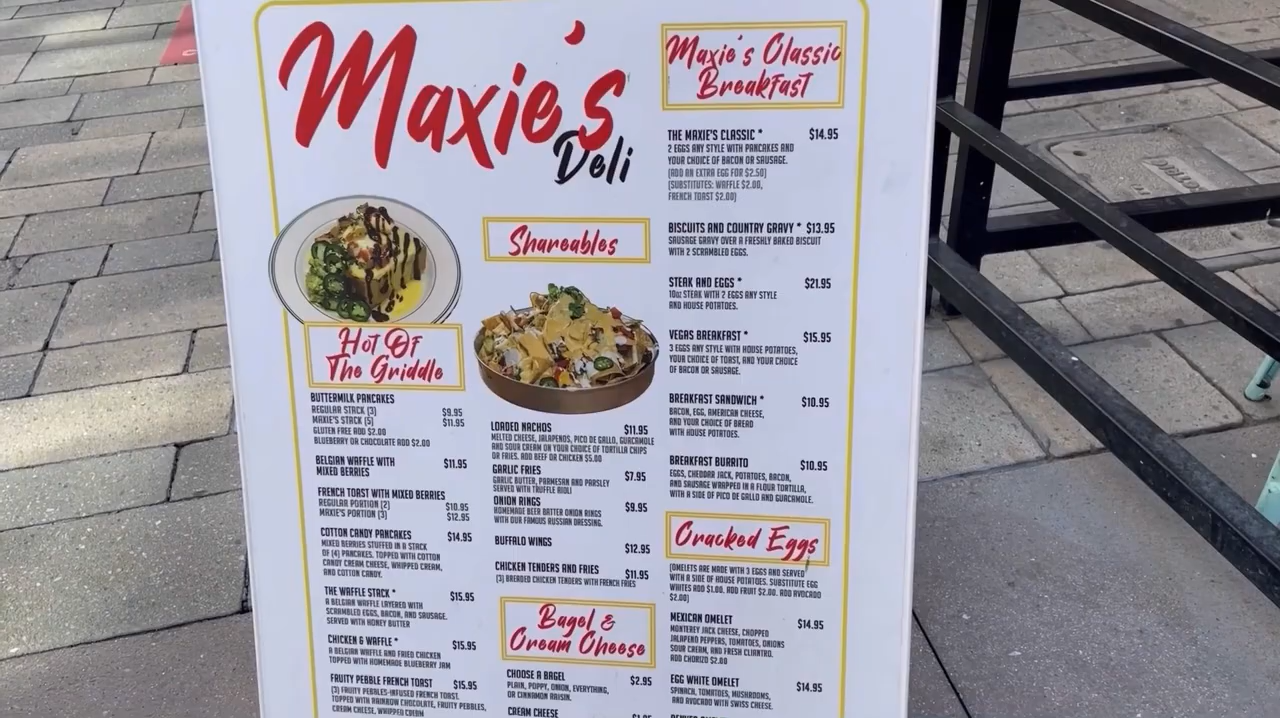 Maxie's
Deli
Hot Of
The Griddle
BUTTERMILK PANCAKES
REGULAR STACK (3) $9.95
MAXIE'S STACK (5) $11.95
GLUTEN FREE ADD $2.00
BLUEBERRY OR CHOCOLATE ADD $2.00
BELGIAN WAFFLE WITH $11.95
MIXED BERRIES
FRENCH TOAST WITH MIXED BERRIES
REGULAR PORTION (2) $10.95
MAXIE'S PORTION (3) $12.95
COTTON CANDY PANCAKES $14.95
MIXED BERRIES STUFFED IN A STACK
OF (4) PANCAKES. TOPPED WITH COTTON
CANDY CREAM CHEESE, WHIPPED CREAM,
AND COTTON CANDY.
THE WAFFLE STACK * $15.95
A BELGIAN WAFFLE LAYERED WITH
SCRAMBLED EGGS, BACON, AND SAUSAGE.
SERVED WITH HONEY BUTTER
CHICKEN & WAFFLE * $15.95
A BELGIAN WAFFLE AND FRIED CHICKEN
TOPPED WITH HOMEMADE BLUEBERRY JAM
FRUITY PEBBLE FRENCH TOAST $15.95
(3) FRUITY PEBBLES-INFUSED FRENCH TOAST.
TOPPED WITH RAINBOW CHOCOLATE, FRUITY PEBBLES,
CREAM CHEESE, WHIPPED CREAM
Shareables
LOADED NACHOS $11.95
MELTED CHEESE, JALAPENOS, PICO DE GALLO, GUACAMOLE
AND SOUR CREAM ON YOUR CHOICE OF TORTILLA CHIPS
OR FRIES. ADD BEEF OR CHICKEN $5.00
GARLIC FRIES $7.95
GARLIC BUTTER, PARMESAN AND PARSLEY
SERVED WITH TRUFFLE AIOLI
ONION RINGS $9.95
HOMEMADE BEER BATTER ONION RINGS
WITH OUR FAMOUS RUSSIAN DRESSING.
BUFFALO WINGS $12.95
CHICKEN TENDERS AND FRIES $11.95
(3) BREADED CHICKEN TENDERS WITH FRENCH FRIES
Bagel &
Cream Cheese
CHOOSE A BAGEL $2.95
PLAIN, POPPY, ONION, EVERYTHING,
OR CINNAMON RAISIN.
CREAM CHEESE
Maxie's Classic
Breakfast
THE MAXIE'S CLASSIC * $14.95
2 EGGS ANY STYLE WITH PANCAKES AND
YOUR CHOICE OF BACON OR SAUSAGE.
(ADD AN EXTRA EGG FOR $2.50)
(SUBSTITUTES: WAFFLE $2.00,
FRENCH TOAST $2.00)
BISCUITS AND COUNTRY GRAVY * $13.95
SAUSAGE GRAVY OVER A FRESHLY BAKED BISCUIT
WITH 2 SCRAMBLED EGGS.
STEAK AND EGGS * $21.95
10oz STEAK WITH 2 EGGS ANY STYLE
AND HOUSE POTATOES.
VEGAS BREAKFAST * $15.95
3 EGGS ANY STYLE WITH HOUSE POTATOES,
YOUR CHOICE OF TOAST, AND YOUR CHOICE
OF BACON OR SAUSAGE.
BREAKFAST SANDWICH * $10.95
BACON, EGG, AMERICAN CHEESE,
AND YOUR CHOICE OF BREAD
WITH HOUSE POTATOES.
BREAKFAST BURRITO $10.95
EGGS, CHEDDAR JACK, POTATOES, BACON,
AND SAUSAGE WRAPPED IN A FLOUR TORTILLA,
WITH A SIDE OF PICO DE GALLO AND GUACAMOLE.
Cracked Eggs
(OMELETS ARE MADE WITH 3 EGGS AND SERVED
WITH A SIDE OF HOUSE POTATOES. SUBSTITUTE EGG
WHITES ADD $1.00. ADD FRUIT $2.00. ADD AVOCADO
$2.00)
MEXICAN OMELET $14.95
MONTEREY JACK CHEESE, CHOPPED
JALAPENO PEPPERS, TOMATOES, ONIONS
SOUR CREAM, AND FRESH CLIANTRO.
ADD CHORIZO $2.00
EGG WHITE OMELET $14.95
SPINACH, TOMATOES, MUSHROOMS,
AND AVOCADO WITH SWISS CHEESE.